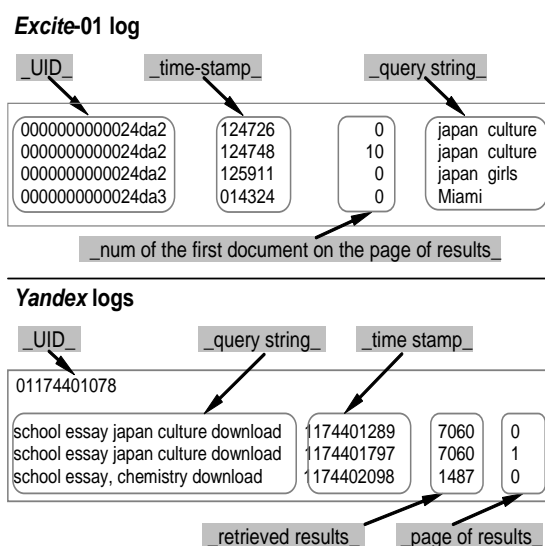 Excite-01 log
_UID_ _time-stamp_ _query string_
0000000000024da2 124726 0 japan culture
0000000000024da2 124748 10 japan culture
0000000000024da2 125911 0 japan girls
0000000000024da3 014324 0 Miami
_num of the first document on the page of results_
Yandex logs
_UID_ _query string_ _time stamp_
01174401078
school essay japan culture download 1174401289 7060 0
school essay japan culture download 1174401797 7060 1
school essay, chemistry download 1174402098 1487 0
_retrieved results_ _page of results_